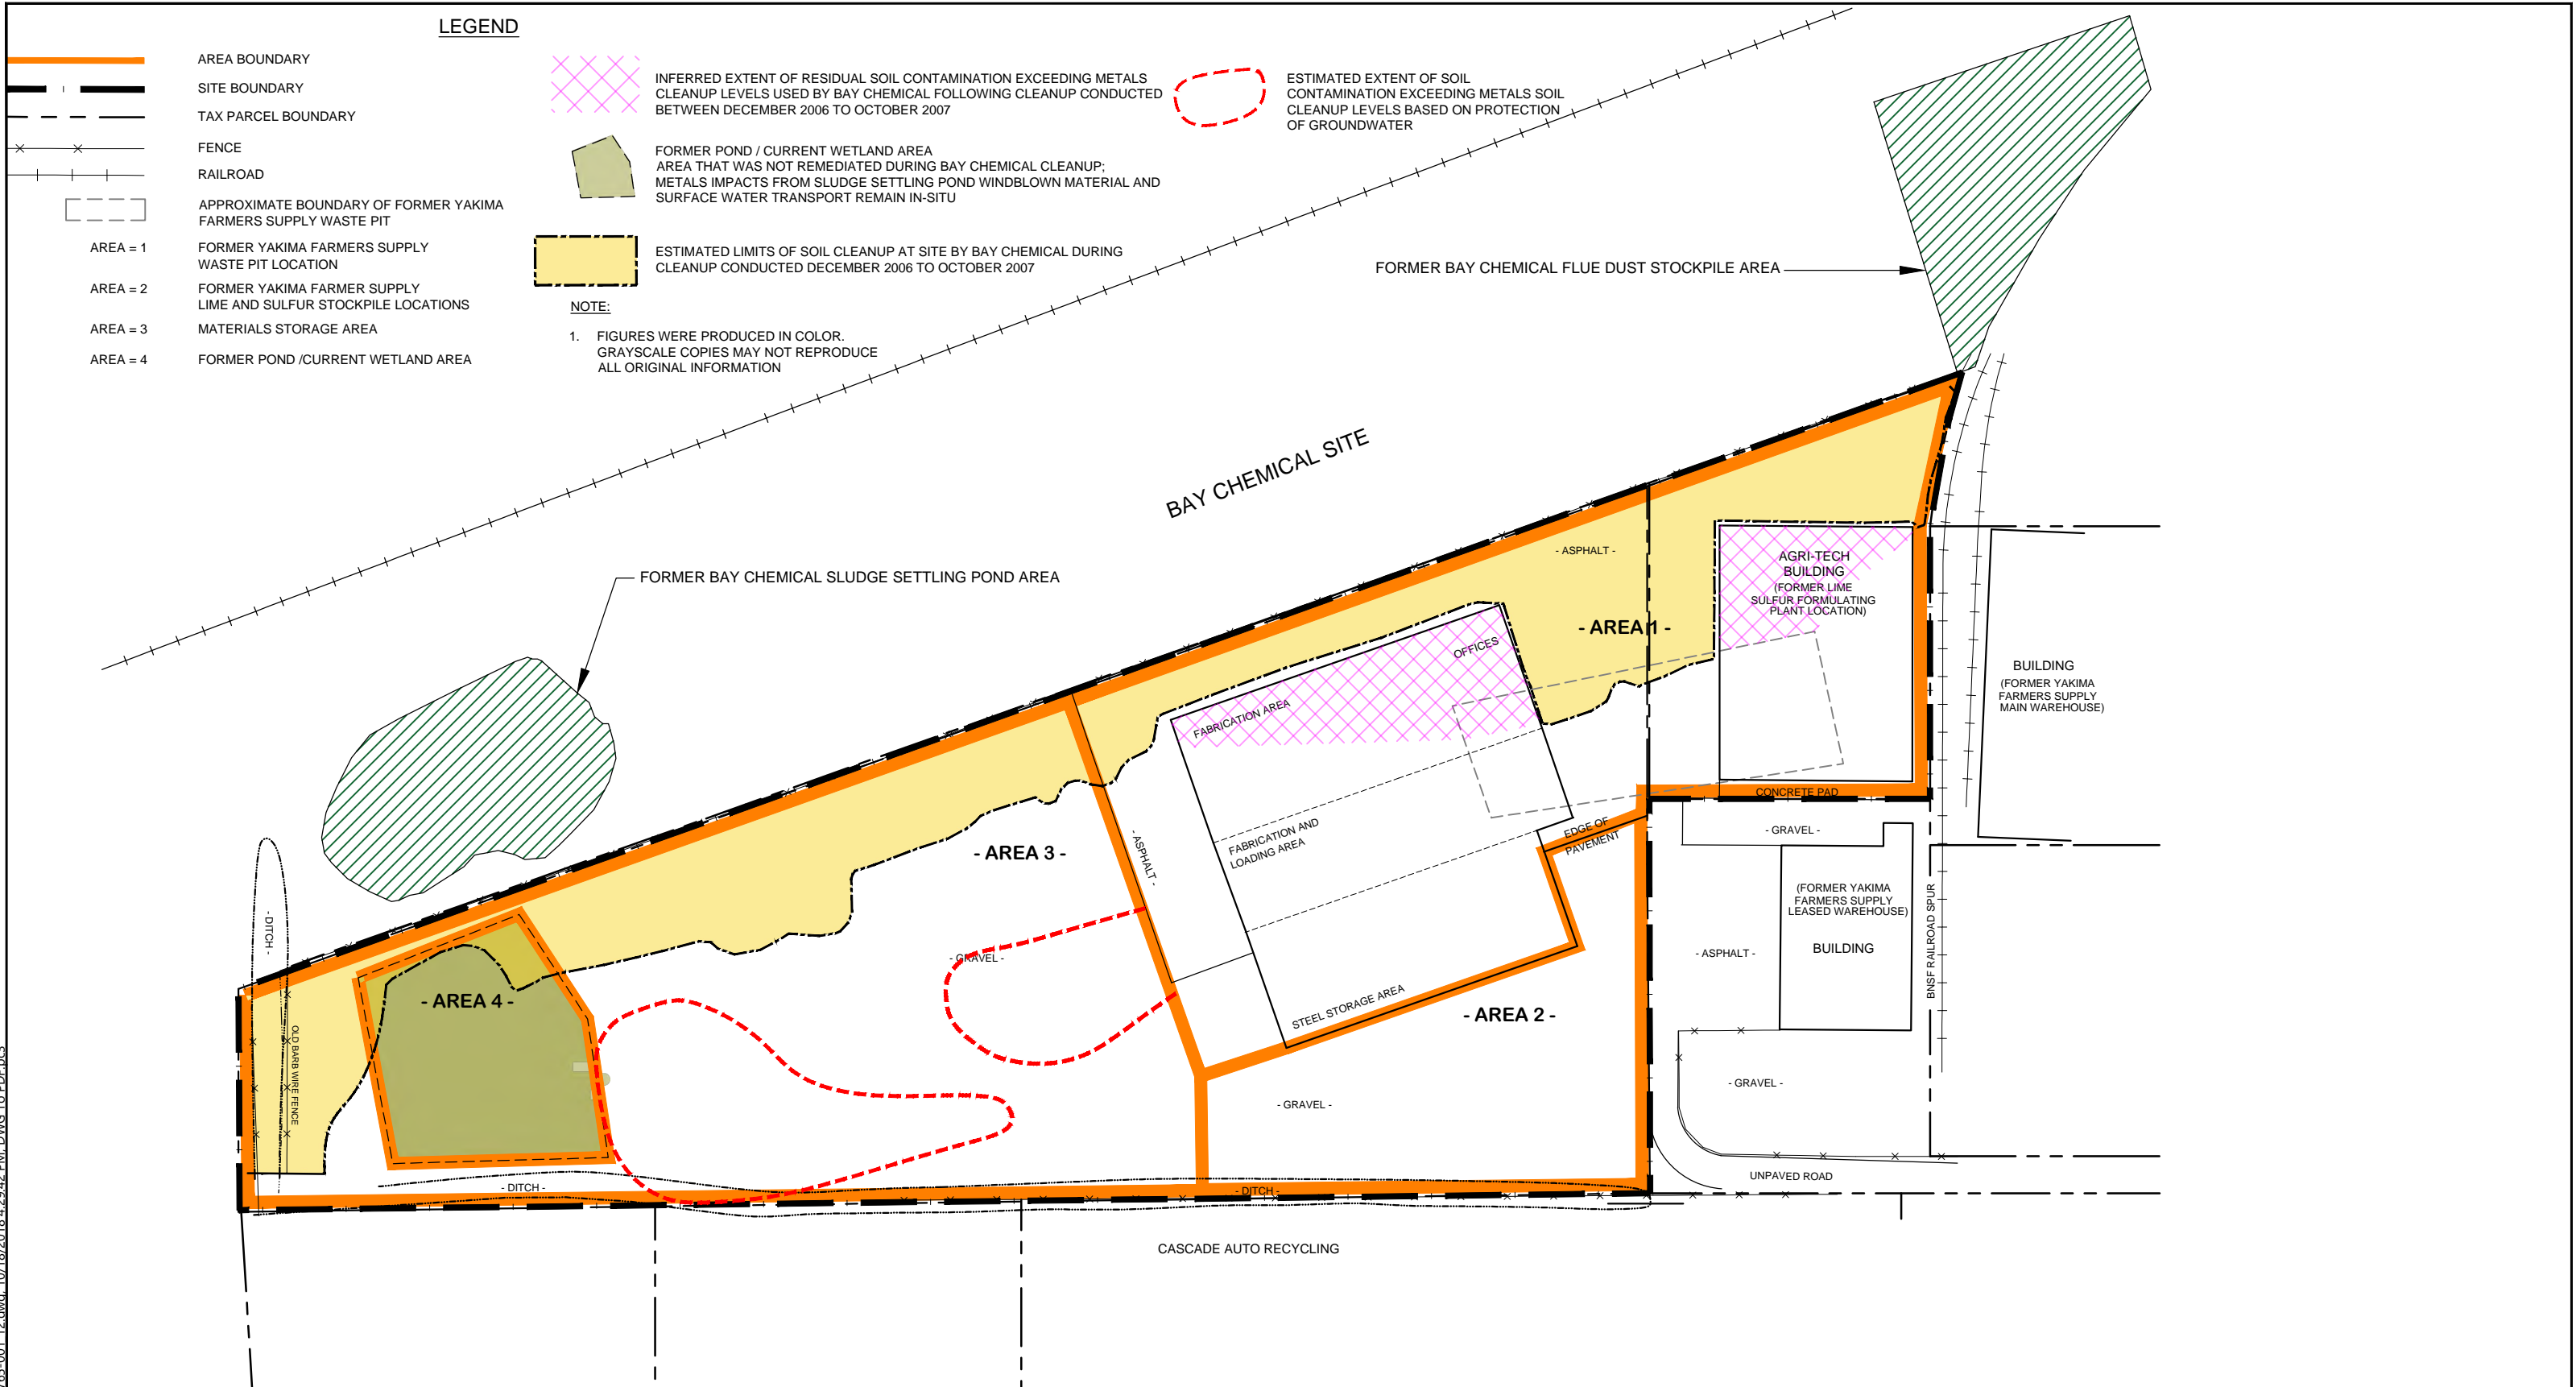 LEGEND
AREA BOUNDARY
SITE BOUNDARY
TAX PARCEL BOUNDARY
FENCE
RAILROAD
APPROXIMATE BOUNDARY OF FORMER YAKIMA
FARMERS SUPPLY WASTE PIT
AREA = 1 FORMER YAKIMA FARMERS SUPPLY
WASTE PIT LOCATION
AREA = 2 FORMER YAKIMA FARMER SUPPLY
LIME AND SULFUR STOCKPILE LOCATIONS
AREA = 3 MATERIALS STORAGE AREA
AREA = 4 FORMER POND /CURRENT WETLAND AREA
INFERRED EXTENT OF RESIDUAL SOIL CONTAMINATION EXCEEDING METALS
CLEANUP LEVELS USED BY BAY CHEMICAL FOLLOWING CLEANUP CONDUCTED
BETWEEN DECEMBER 2006 TO OCTOBER 2007
FORMER POND / CURRENT WETLAND AREA
AREA THAT WAS NOT REMEDIATED DURING BAY CHEMICAL CLEANUP;
METALS IMPACTS FROM SLUDGE SETTLING POND WINDBLOWN MATERIAL AND
SURFACE WATER TRANSPORT REMAIN IN-SITU
ESTIMATED LIMITS OF SOIL CLEANUP AT SITE BY BAY CHEMICAL DURING
CLEANUP CONDUCTED DECEMBER 2006 TO OCTOBER 2007
NOTE:
1. FIGURES WERE PRODUCED IN COLOR.
GRAYSCALE COPIES MAY NOT REPRODUCE
ALL ORIGINAL INFORMATION
ESTIMATED EXTENT OF SOIL
CONTAMINATION EXCEEDING METALS SOIL
CLEANUP LEVELS BASED ON PROTECTION
OF GROUNDWATER
FORMER BAY CHEMICAL FLUE DUST STOCKPILE AREA
BAY CHEMICAL SITE
FORMER BAY CHEMICAL SLUDGE SETTLING POND AREA
- ASPHALT -
AGRI-TECH
BUILDING
(FORMER LIME
SULFUR FORMULATING
PLANT LOCATION)
- AREA 1 -
OFFICES
FABRICATION AREA
BUILDING
(FORMER YAKIMA
FARMERS SUPPLY
MAIN WAREHOUSE)
CONCRETE PAD
EDGE OF
PAVEMENT
- GRAVEL -
FABRICATION AND
LOADING AREA
- ASPHALT -
- AREA 3 -
(FORMER YAKIMA
FARMERS SUPPLY
LEASED WAREHOUSE)
BUILDING
- ASPHALT -
BNSF RAILROAD SPUR
- DITCH -
- GRAVEL -
- AREA 4 -
STEEL STORAGE AREA
- AREA 2 -
OLD BARB WIRE FENCE
- GRAVEL -
- GRAVEL -
UNPAVED ROAD
- DITCH -
- DITCH -
CASCADE AUTO RECYCLING